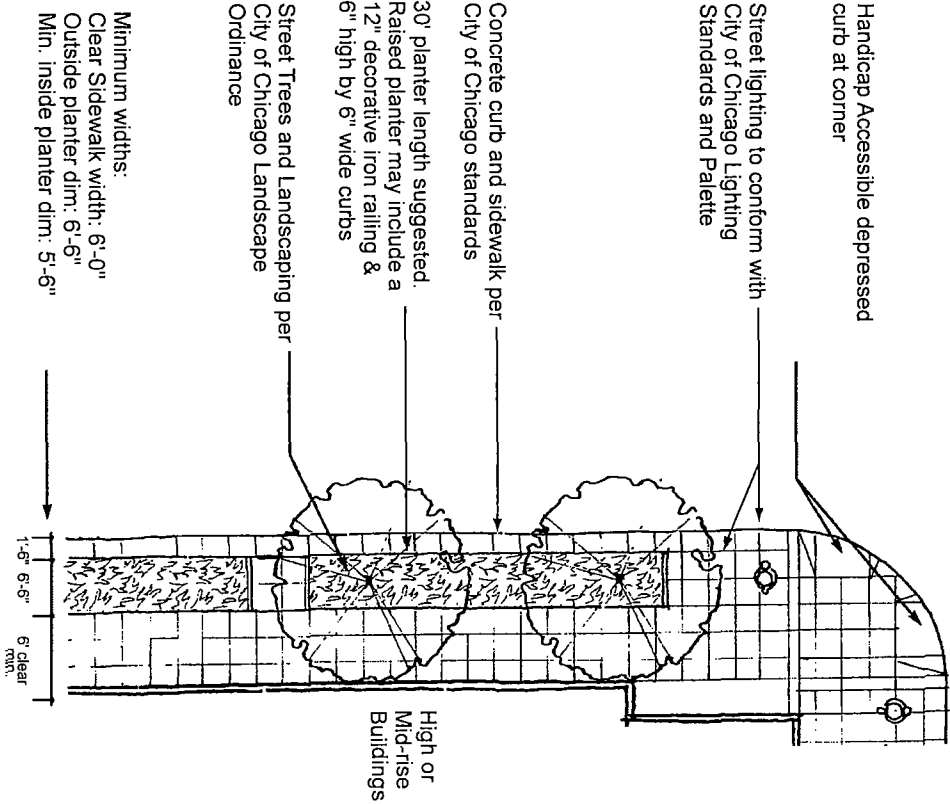 Handicap Accessible depressed
curb at corner
Street lighting to conform with
City of Chicago Lighting
Standards and Palette
Concrete curb and sidewalk per
City of Chicago standards
30' planter length suggested.
Raised planter may include a
12" decorative iron railing &
6" high by 6" wide curbs
Street Trees and Landscaping per
City of Chicago Landscape
Ordinance
Minimum widths:
Clear Sidewalk width: 6'-0"
Outside planter dim: 6'-6"
Min. inside planter dim: 5'-6"
1'-6" 6'-6" 6' clear
min.
High or
Mid-rise
Buildings